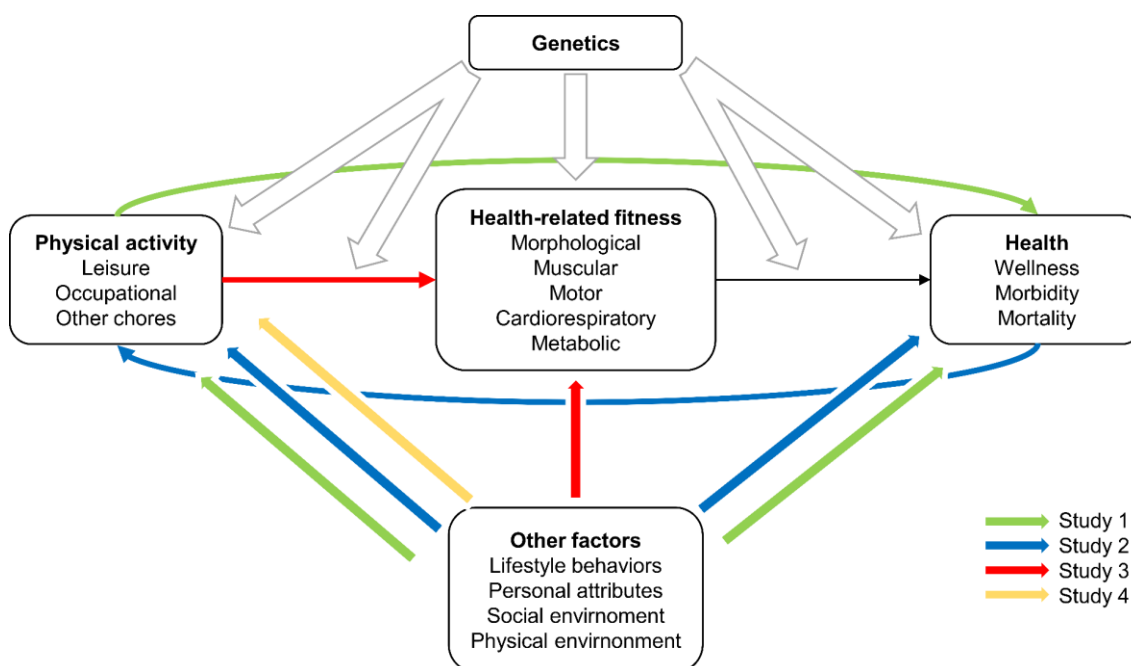 Genetics
Physical activity
Leisure
Occupational
Other chores
Health-related fitness
Morphological
Muscular
Motor
Cardiorespiratory
Metabolic
Health
Wellness
Morbidity
Mortality
Other factors
Lifestyle behaviors
Personal attributes
Social envirnoment
Physical envirnonment
Study 1
Study 2
Study 3
Study 4